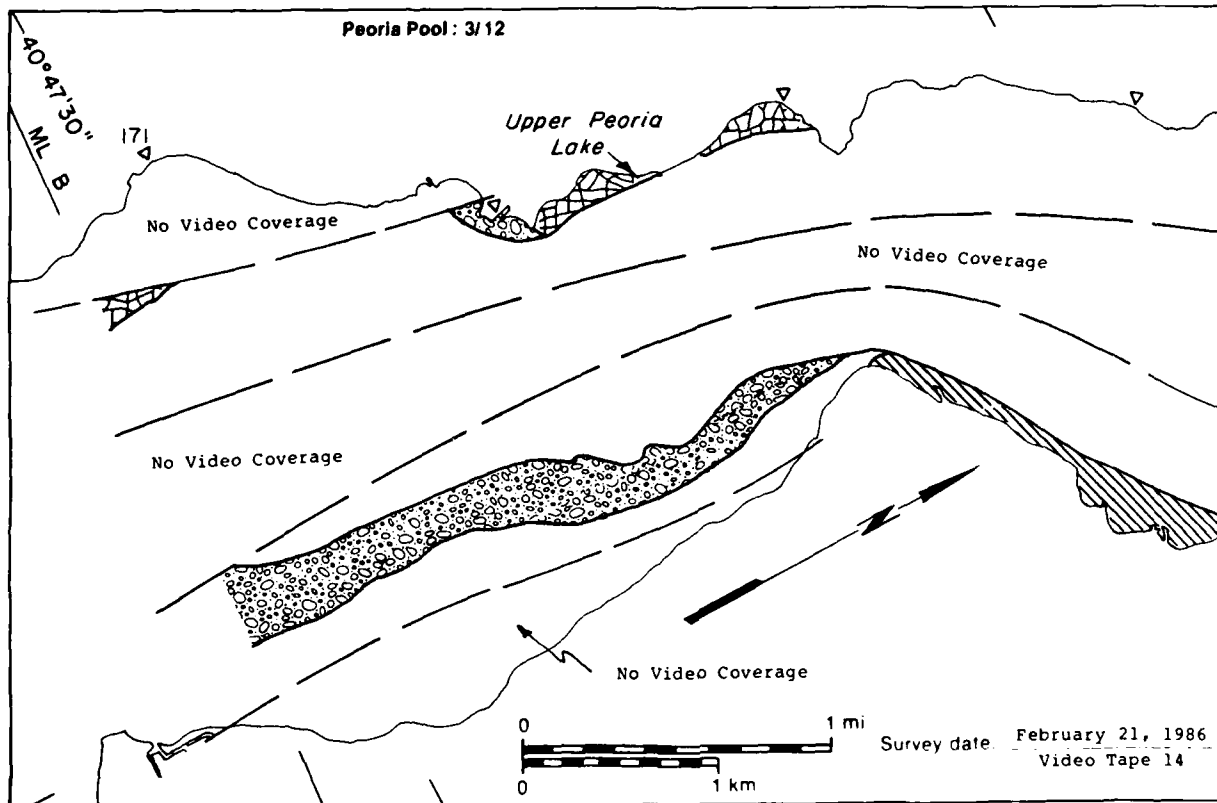 Peoria Pool: 3/12
40°47'30"
ML B
171
Upper Peoria
Lake
No Video Coverage
No Video Coverage
No Video Coverage
No Video Coverage
N
0 1 mi
0 1 km
Survey date. February 21, 1986
Video Tape 14